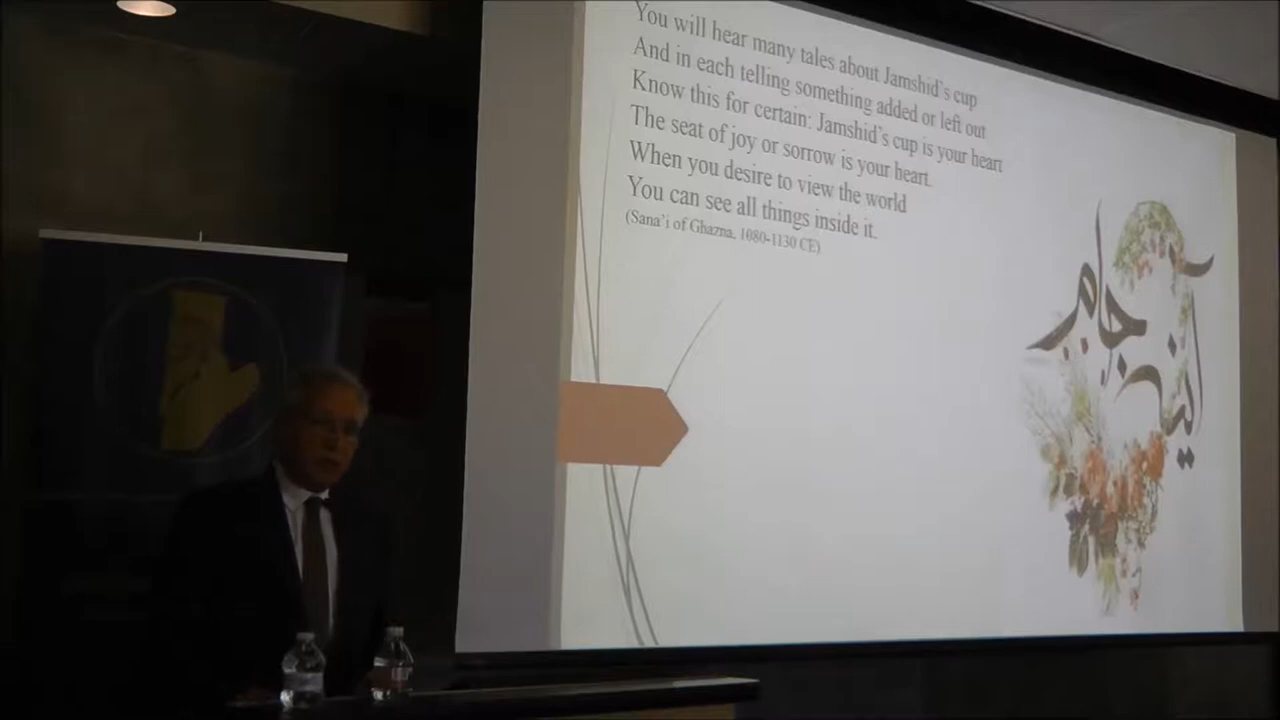 You will hear many tales about Jamshid's cup
And in each telling something added or left out
Know this for certain: Jamshid's cup is your heart
The seat of joy or sorrow is your heart.
When you desire to view the world
You can see all things inside it.
(Sana'i of Ghazna, 1080-1130 CE)
آینه جام